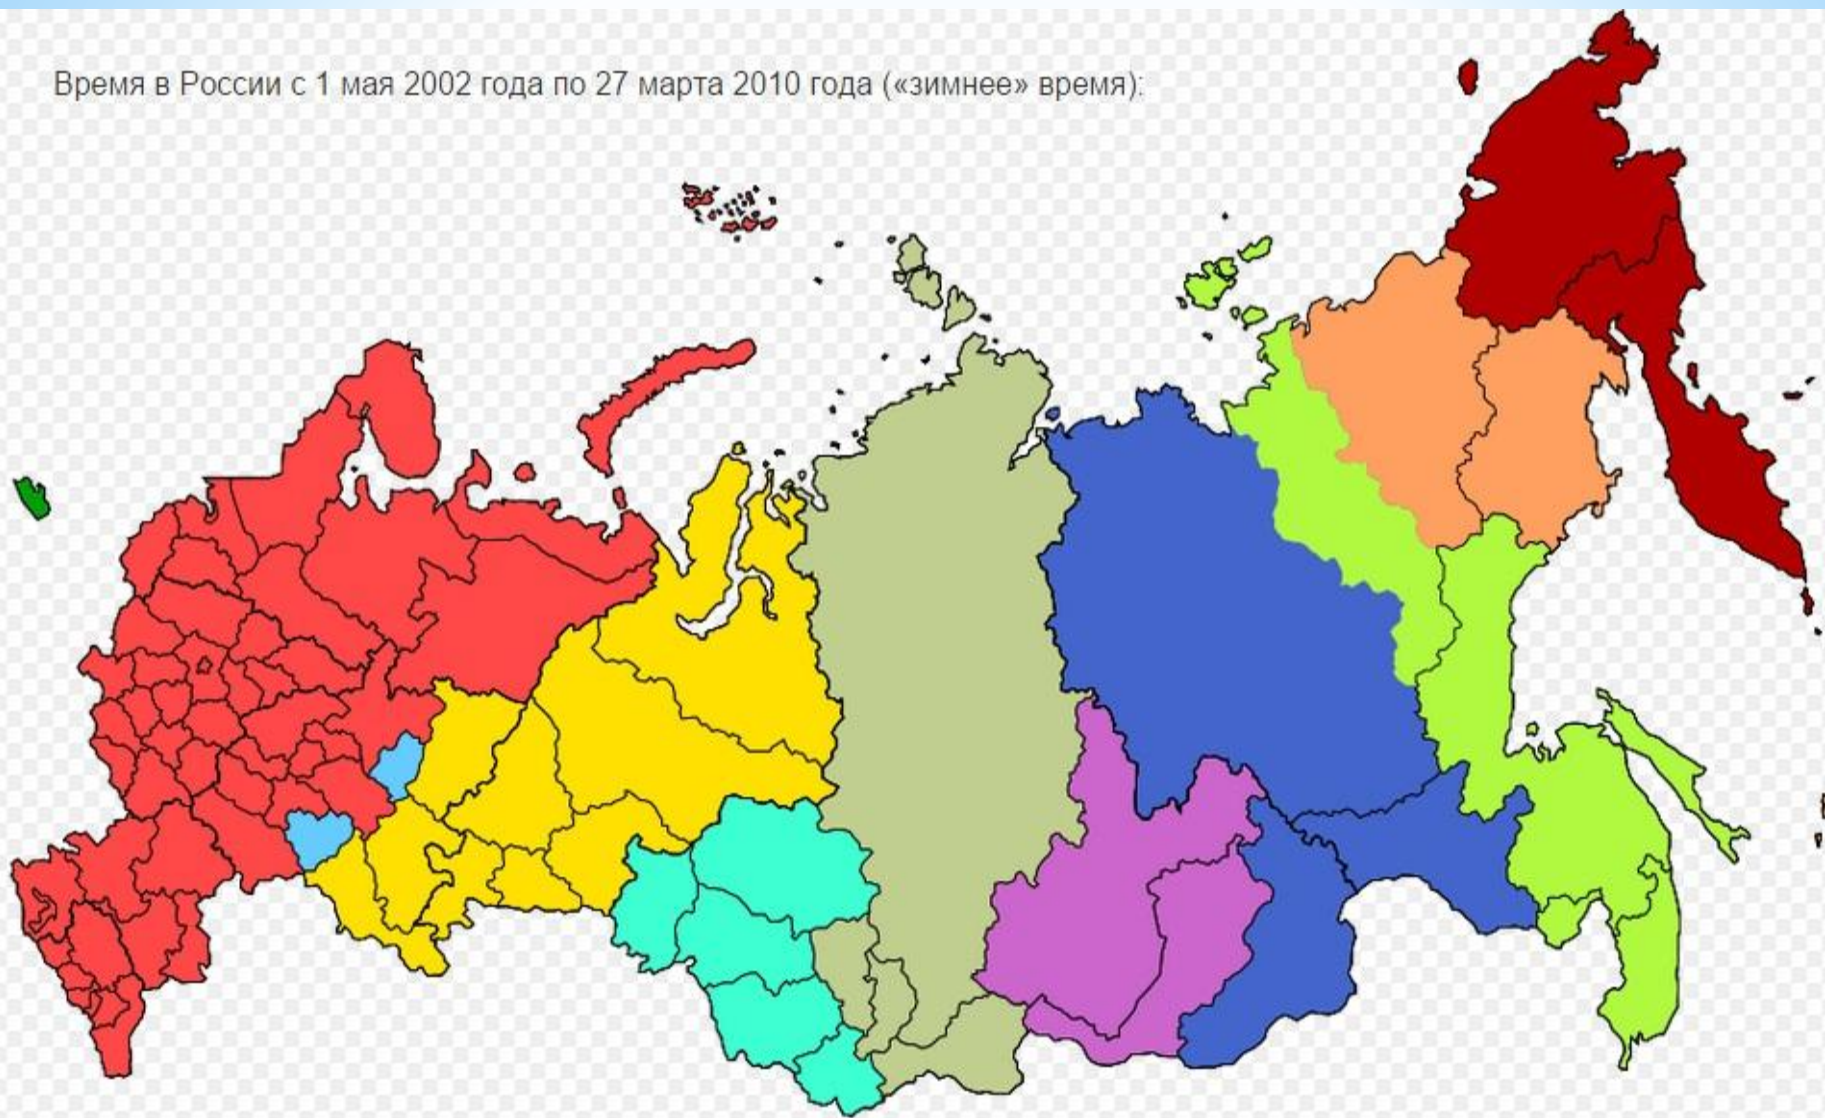 Время в России с 1 мая 2002 года по 27 марта 2010 года («зимнее» время):